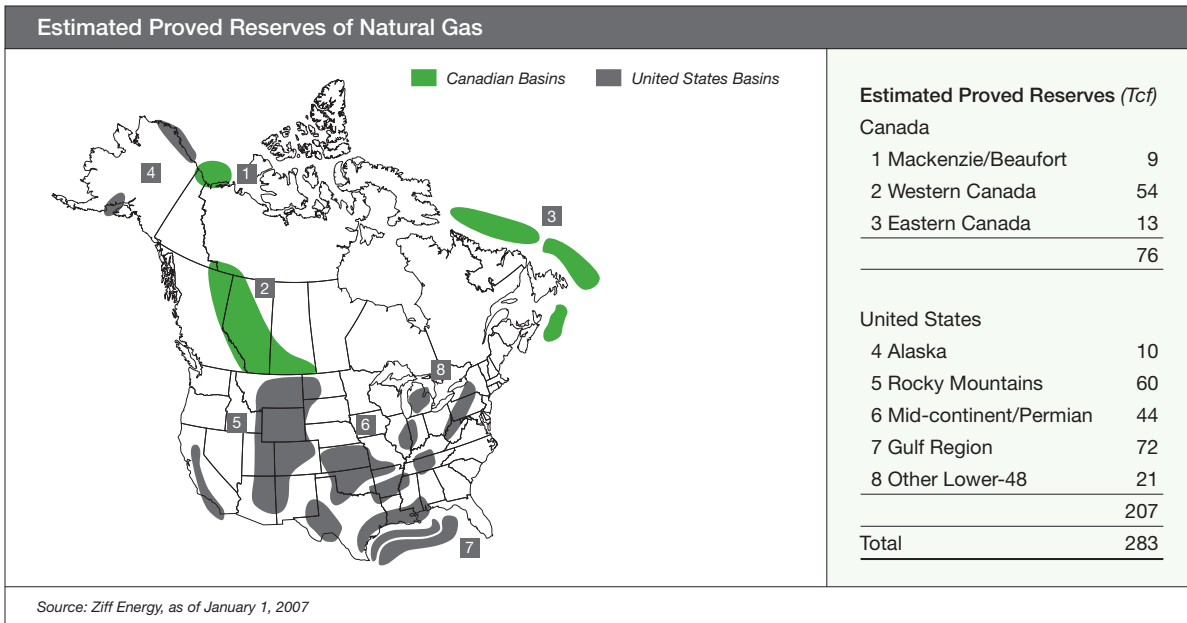 Estimated Proved Reserves of Natural Gas
Canadian Basins United States Basins
1
2
3
4
5
6
7
8
Estimated Proved Reserves (Tcf)
Canada
1 Mackenzie/Beaufort 9
2 Western Canada 54
3 Eastern Canada 13
76
United States
4 Alaska 10
5 Rocky Mountains 60
6 Mid-continent/Permian 44
7 Gulf Region 72
8 Other Lower-48 21
207
Total 283
Source: Ziff Energy, as of January 1, 2007